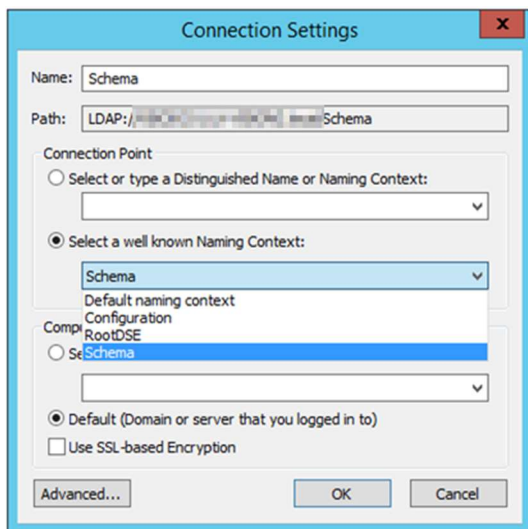 Connection Settings
x
Name: Schema
Path: LDAP:/ Schema
Connection Point
Select or type a Distinguished Name or Naming Context:
Select a well known Naming Context:
Schema
Default naming context
Configuration
RootDSE
Schema
Default (Domain or server that you logged in to)
Use SSL-based Encryption
Advanced... OK Cancel